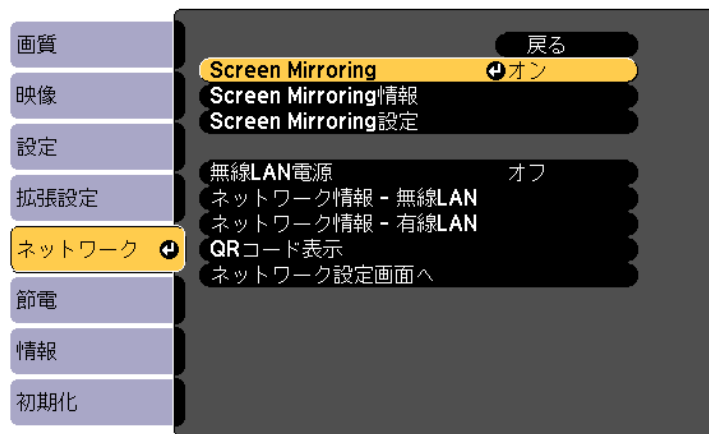 画質
映像
設定
拡張設定
ネットワーク
節電
情報
初期化
戻る
Screen Mirroring オン
Screen Mirroring情報
Screen Mirroring設定
無線LAN電源 オフ
ネットワーク情報 - 無線LAN
ネットワーク情報 - 有線LAN
QRコード表示
ネットワーク設定画面へ